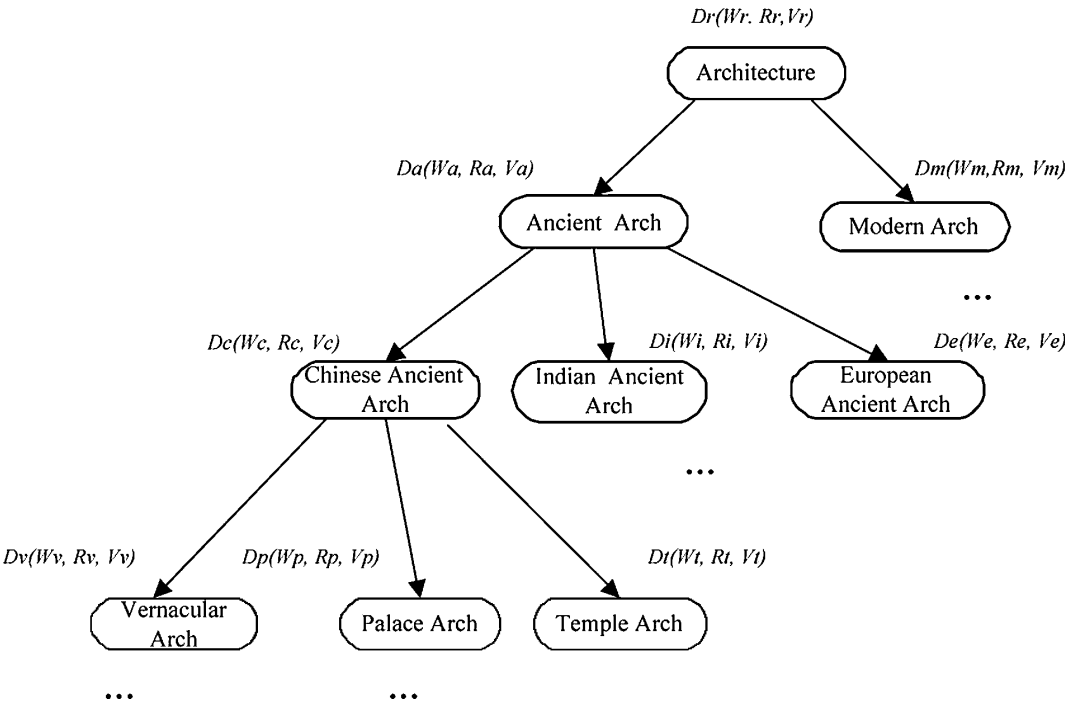 Dr(Wr. Rr,Vr)
Architecture
Da(Wa, Ra, Va)
Dm(Wm,Rm, Vm)
Ancient Arch
Modern Arch
...
Dc(Wc, Rc, Vc)
Di(Wi, Ri, Vi)
De(We, Re, Ve)
Chinese Ancient
Arch
Indian Ancient
Arch
European
Ancient Arch
...
Dv(Wv, Rv, Vv)
Dp(Wp, Rp, Vp)
Dt(Wt, Rt, Vt)
Vernacular
Arch
Palace Arch
Temple Arch
...
...